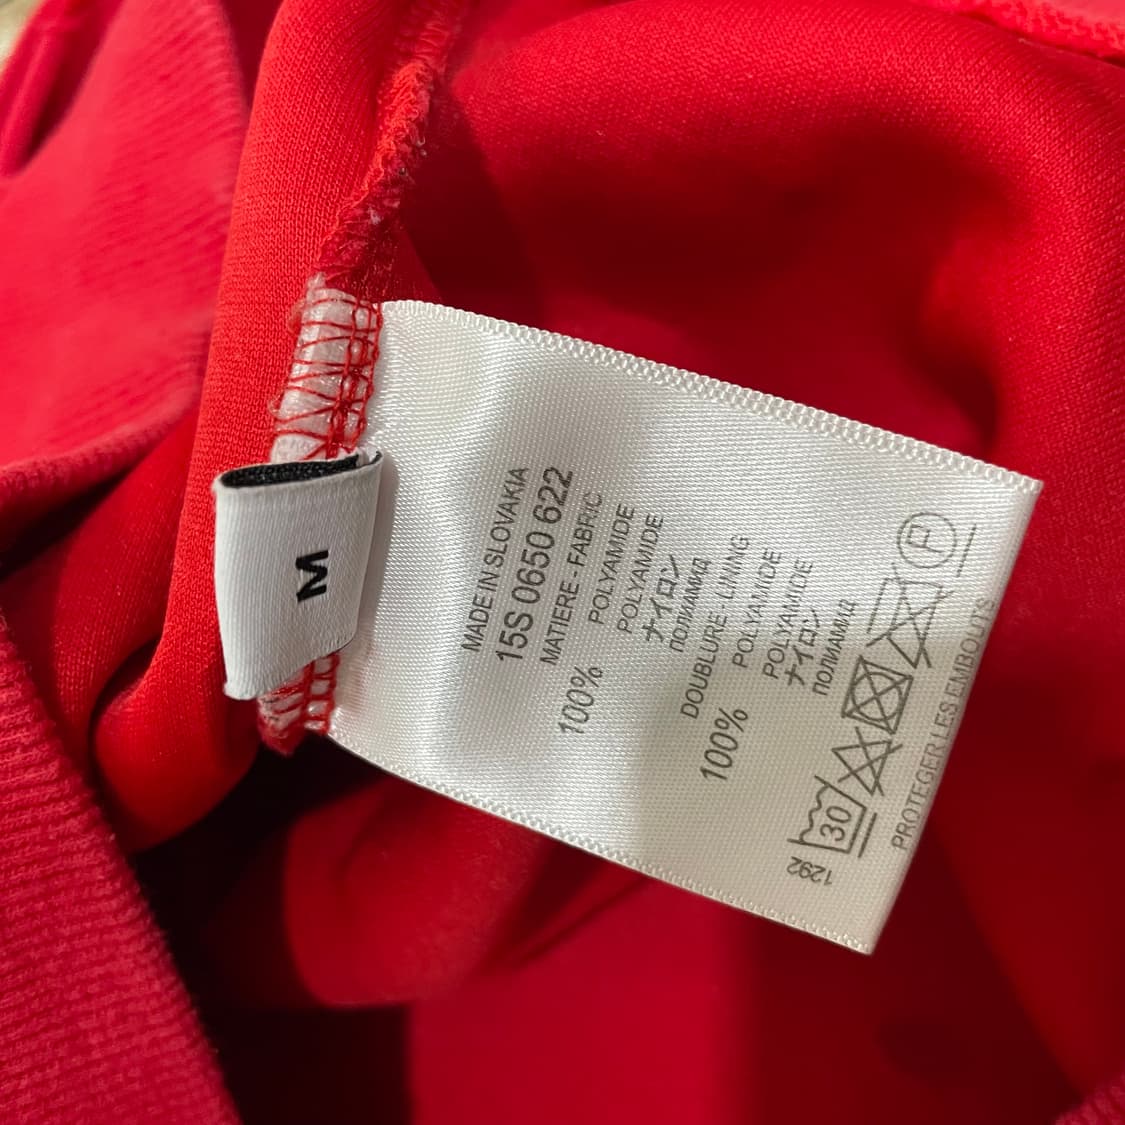 M
MADE IN SLOVAKIA
15S 0650 622
MATIERE - FABRIC
100% POLYAMIDE
POLYAMIDE
ナイロン
ПОЛИАМИД
DOUBLURE - LINING
100% POLYAMIDE
POLYAMIDE
ナイロン
ПОЛИАМИД
30 F
PROTEGER LES EMBOUTS
1292